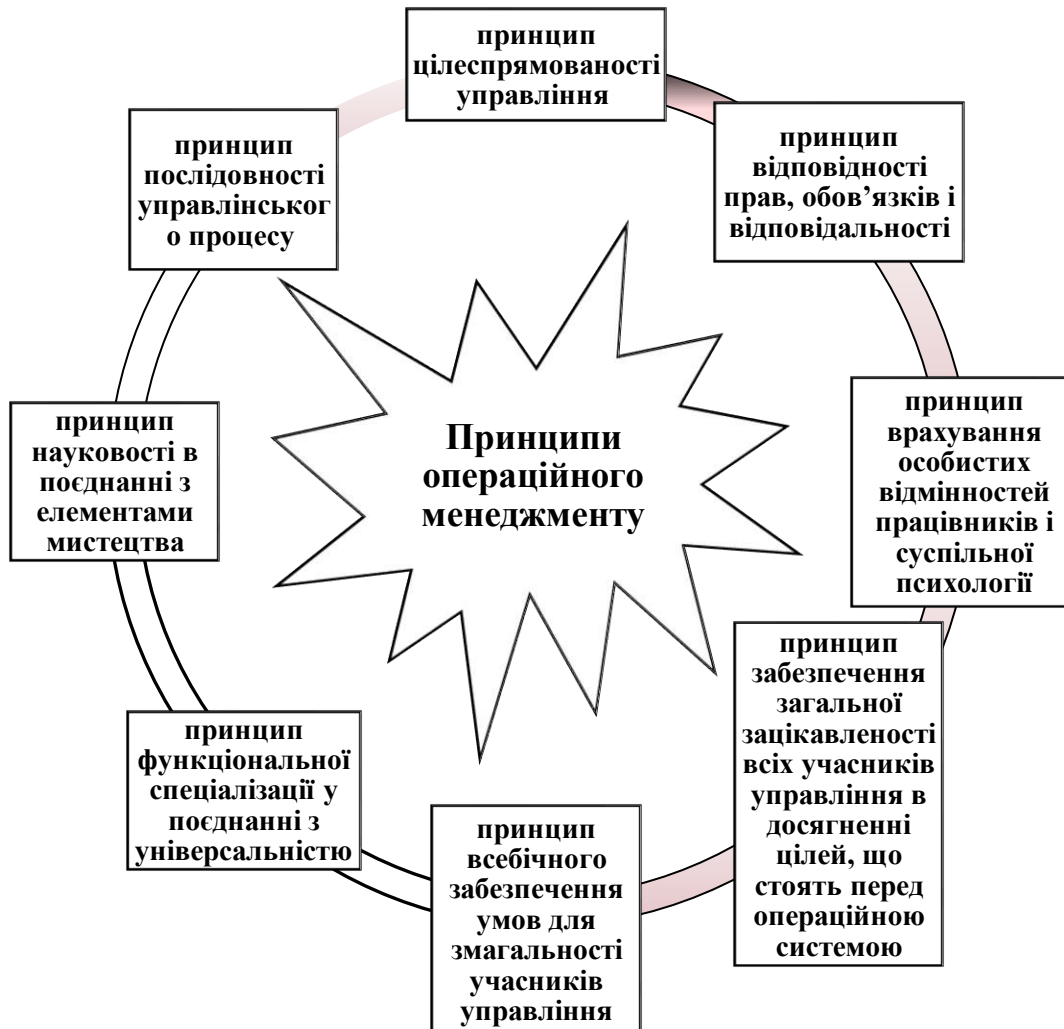 принцип
цілеспрямованості
управління
принцип
відповідності
прав, обов’язків і
відповідальності
принцип
врахування
особистих
відмінностей
працівників і
суспільної
психології
принцип
забезпечення
загальної
зацікавленості
всіх учасників
управління в
досягненні
цілей, що
стоять перед
операційною
системою
принцип
всебічного
забезпечення
умов для
змагальності
учасників
управління
принцип
функціональної
спеціалізації у
поєднанні з
універсальністю
принцип
науковості в
поєднанні з
елементами
мистецтва
принцип
послідовності
управлінськог
о процесу
Принципи
операційного
менеджменту